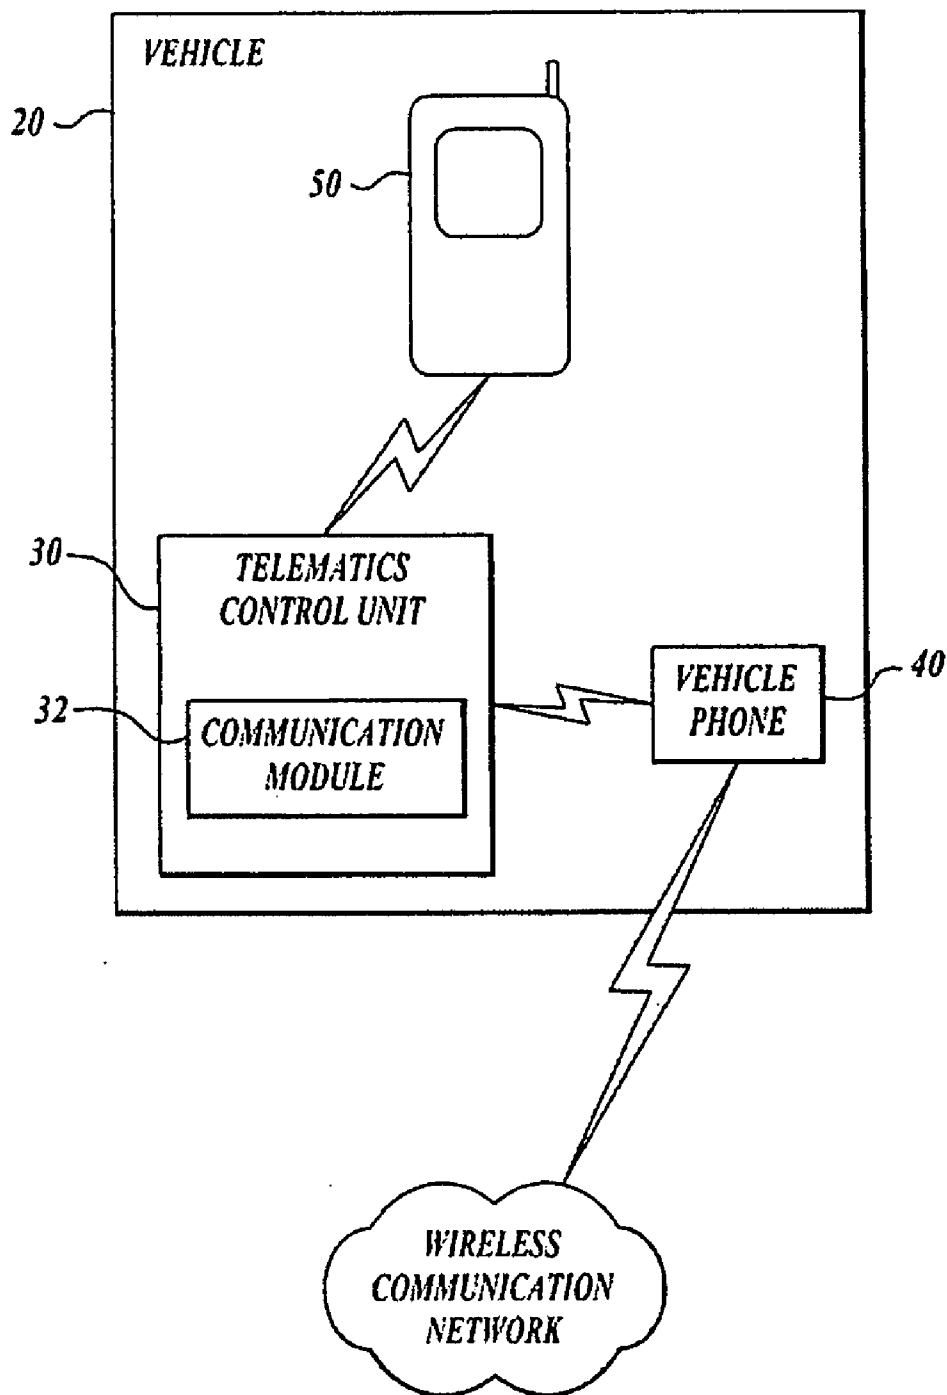 VEHICLE
20
50
30
TELEMATICS
CONTROL UNIT
32
COMMUNICATION
MODULE
VEHICLE
PHONE
40
WIRELESS
COMMUNICATION
NETWORK